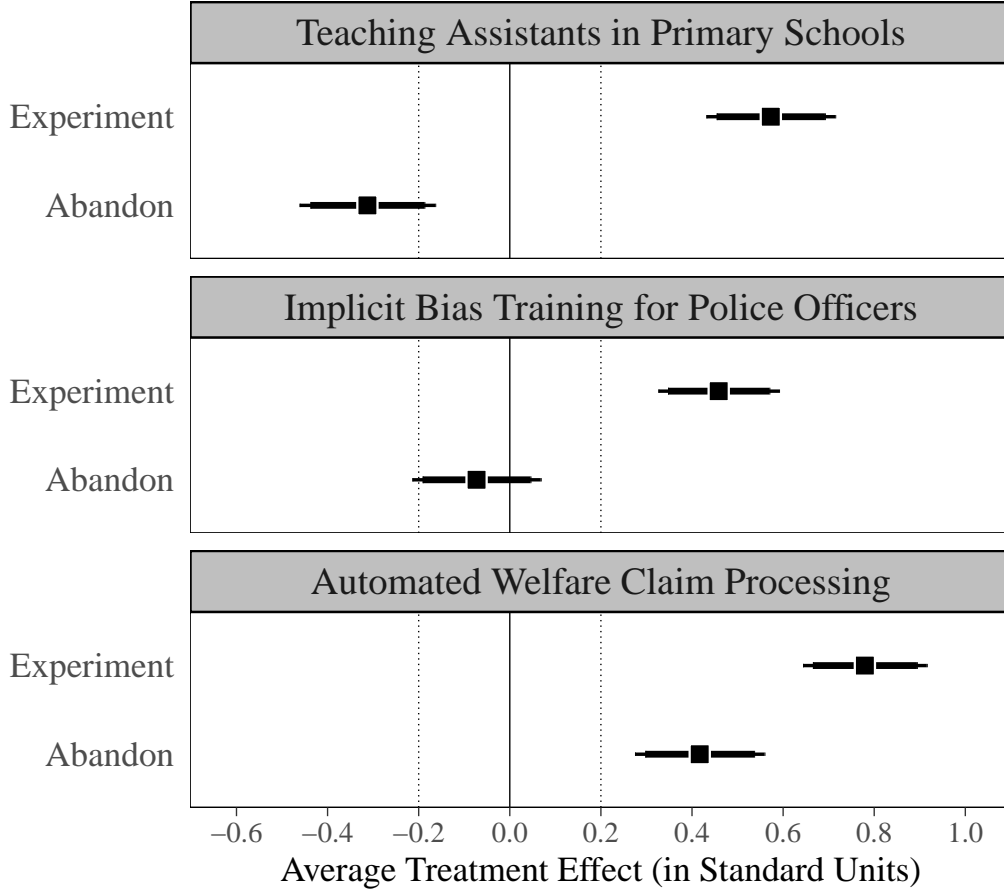 Teaching Assistants in Primary Schools
Experiment
Abandon
Implicit Bias Training for Police Officers
Experiment
Abandon
Automated Welfare Claim Processing
Experiment
Abandon
−0.6 −0.4 −0.2 0.0 0.2 0.4 0.6 0.8 1.0
Average Treatment Effect (in Standard Units)